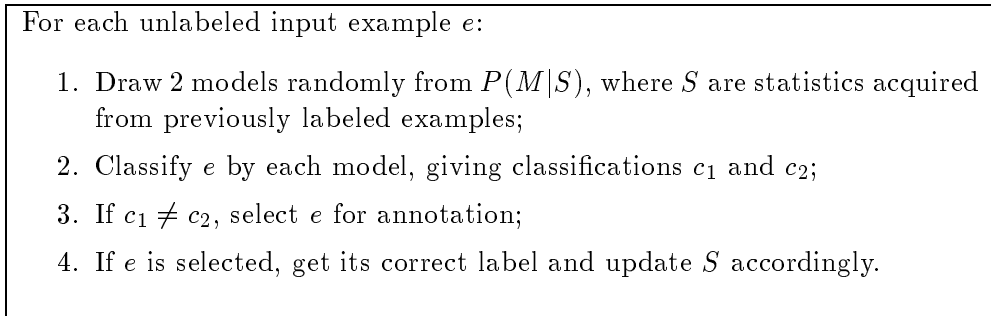 For each unlabeled input example e:
1. Draw 2 models randomly from P(M|S), where S are statistics acquired
from previously labeled examples;
2. Classify e by each model, giving classifications c₁ and c₂;
3. If c₁ ≠ c₂, select e for annotation;
4. If e is selected, get its correct label and update S accordingly.